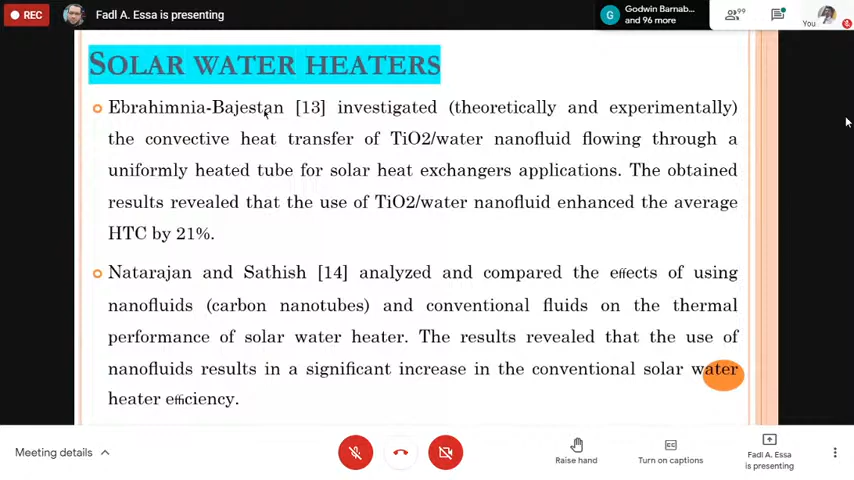 REC
Fadl A. Essa is presenting
G
Godwin Barnab...
and 96 more
99
You
SOLAR WATER HEATERS
Ebrahimnia-Bajestan [13] investigated (theoretically and experimentally)
the convective heat transfer of TiO2/water nanofluid flowing through a
uniformly heated tube for solar heat exchangers applications. The obtained
results revealed that the use of TiO2/water nanofluid enhanced the average
HTC by 21%.
Natarajan and Sathish [14] analyzed and compared the effects of using
nanofluids (carbon nanotubes) and conventional fluids on the thermal
performance of solar water heater. The results revealed that the use of
nanofluids results in a significant increase in the conventional solar water
heater efficiency.
Meeting details
Raise hand
Turn on captions
Fadl A. Essa
is presenting